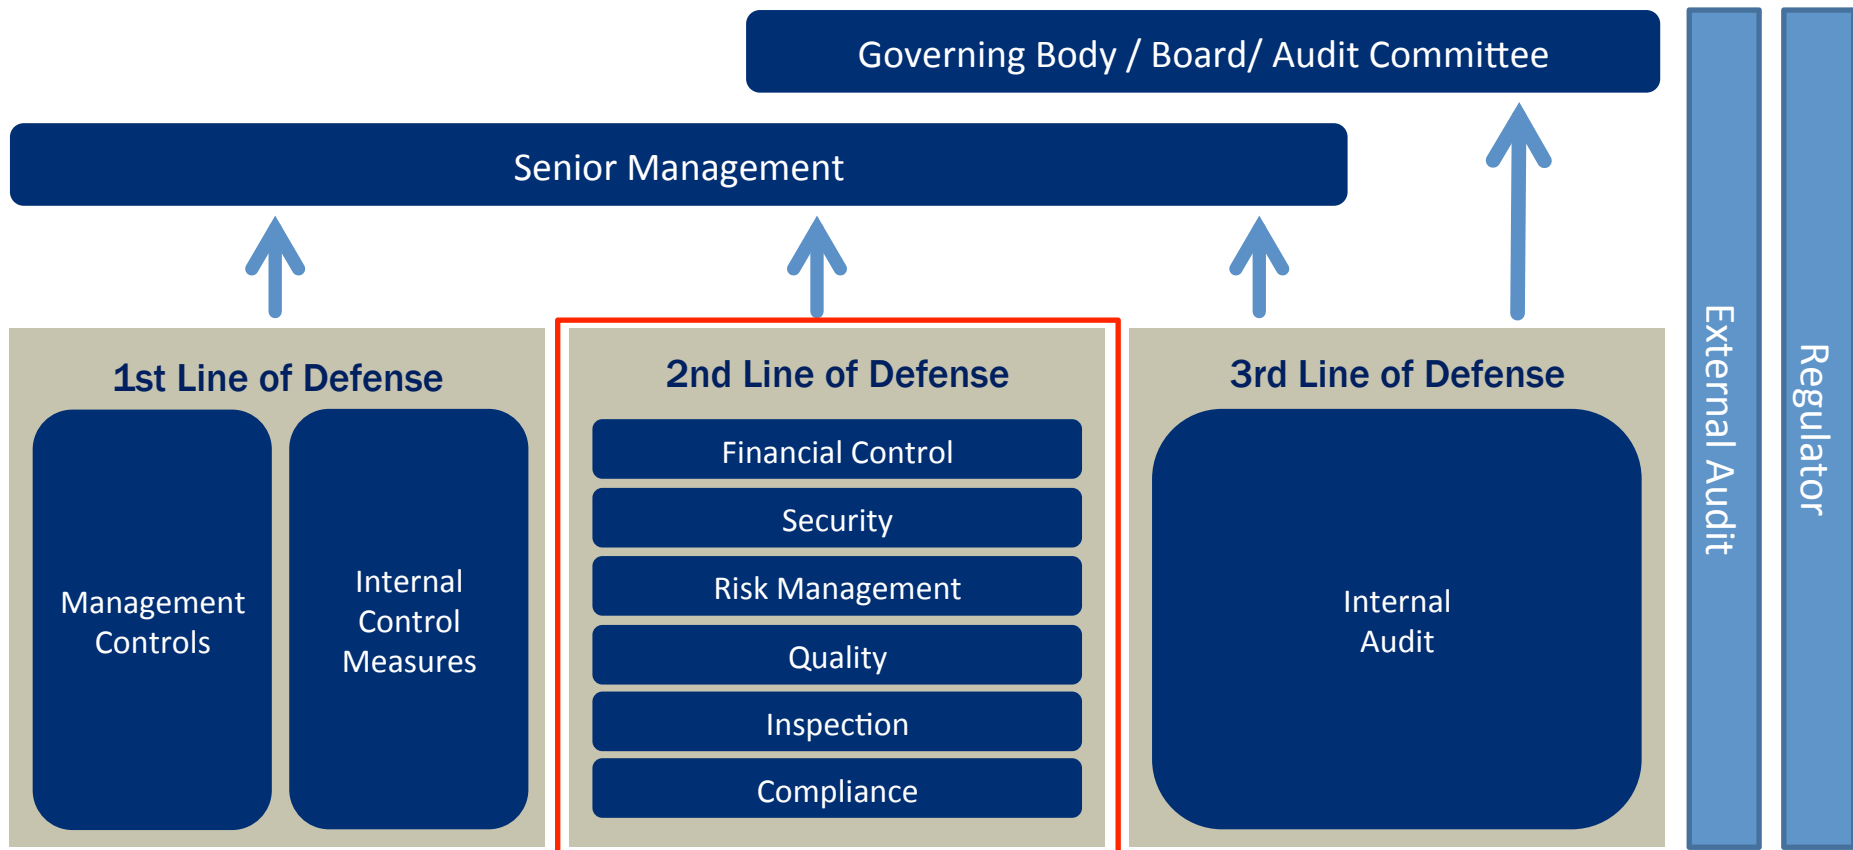 Governing Body / Board/ Audit Committee
Senior Management
1st Line of Defense
Management
Controls
Internal
Control
Measures
2nd Line of Defense
Financial Control
Security
Risk Management
Quality
Inspection
Compliance
3rd Line of Defense
Internal
Audit
External Audit
Regulator